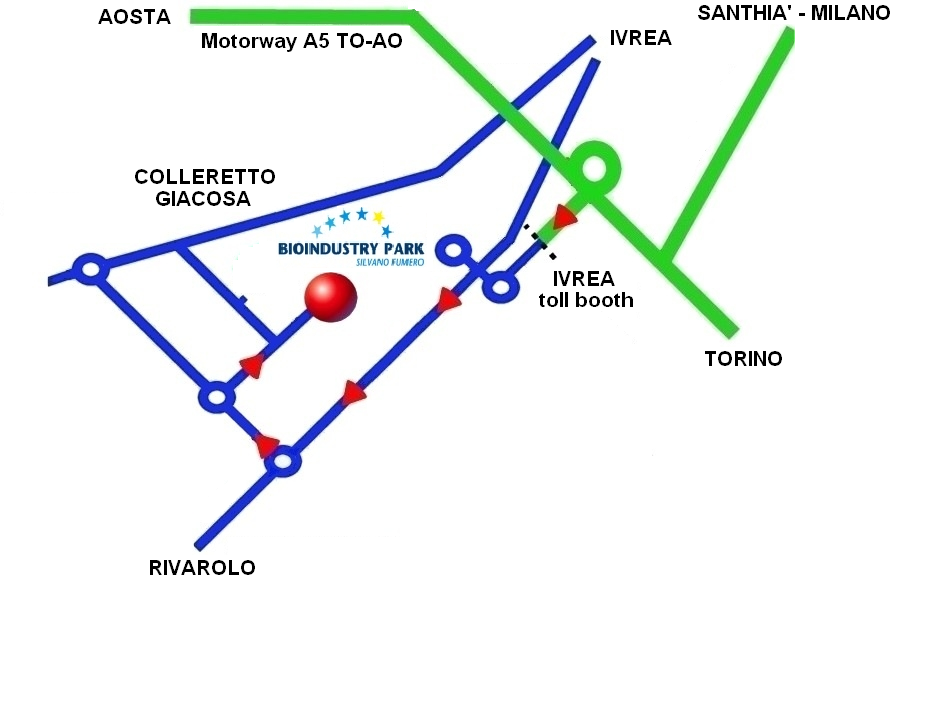 SANTHIA' - MILANO
AOSTA
Motorway A5 TO-AO
IVREA
COLLERETTO
GIACOSA
BIOINDUSTRY PARK
SILVANO FUMERO
IVREA
toll booth
TORINO
RIVAROLO